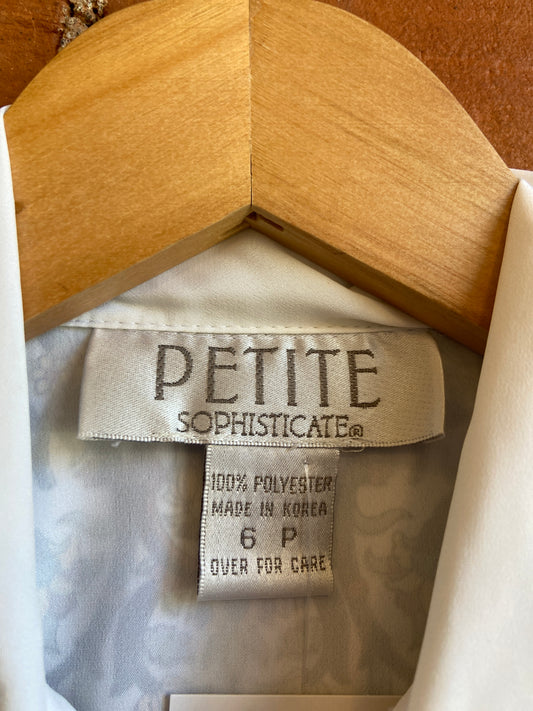 PETITE
SOPHISTICATE®
100% POLYESTER
MADE IN KOREA
6 P
OVER FOR CARE